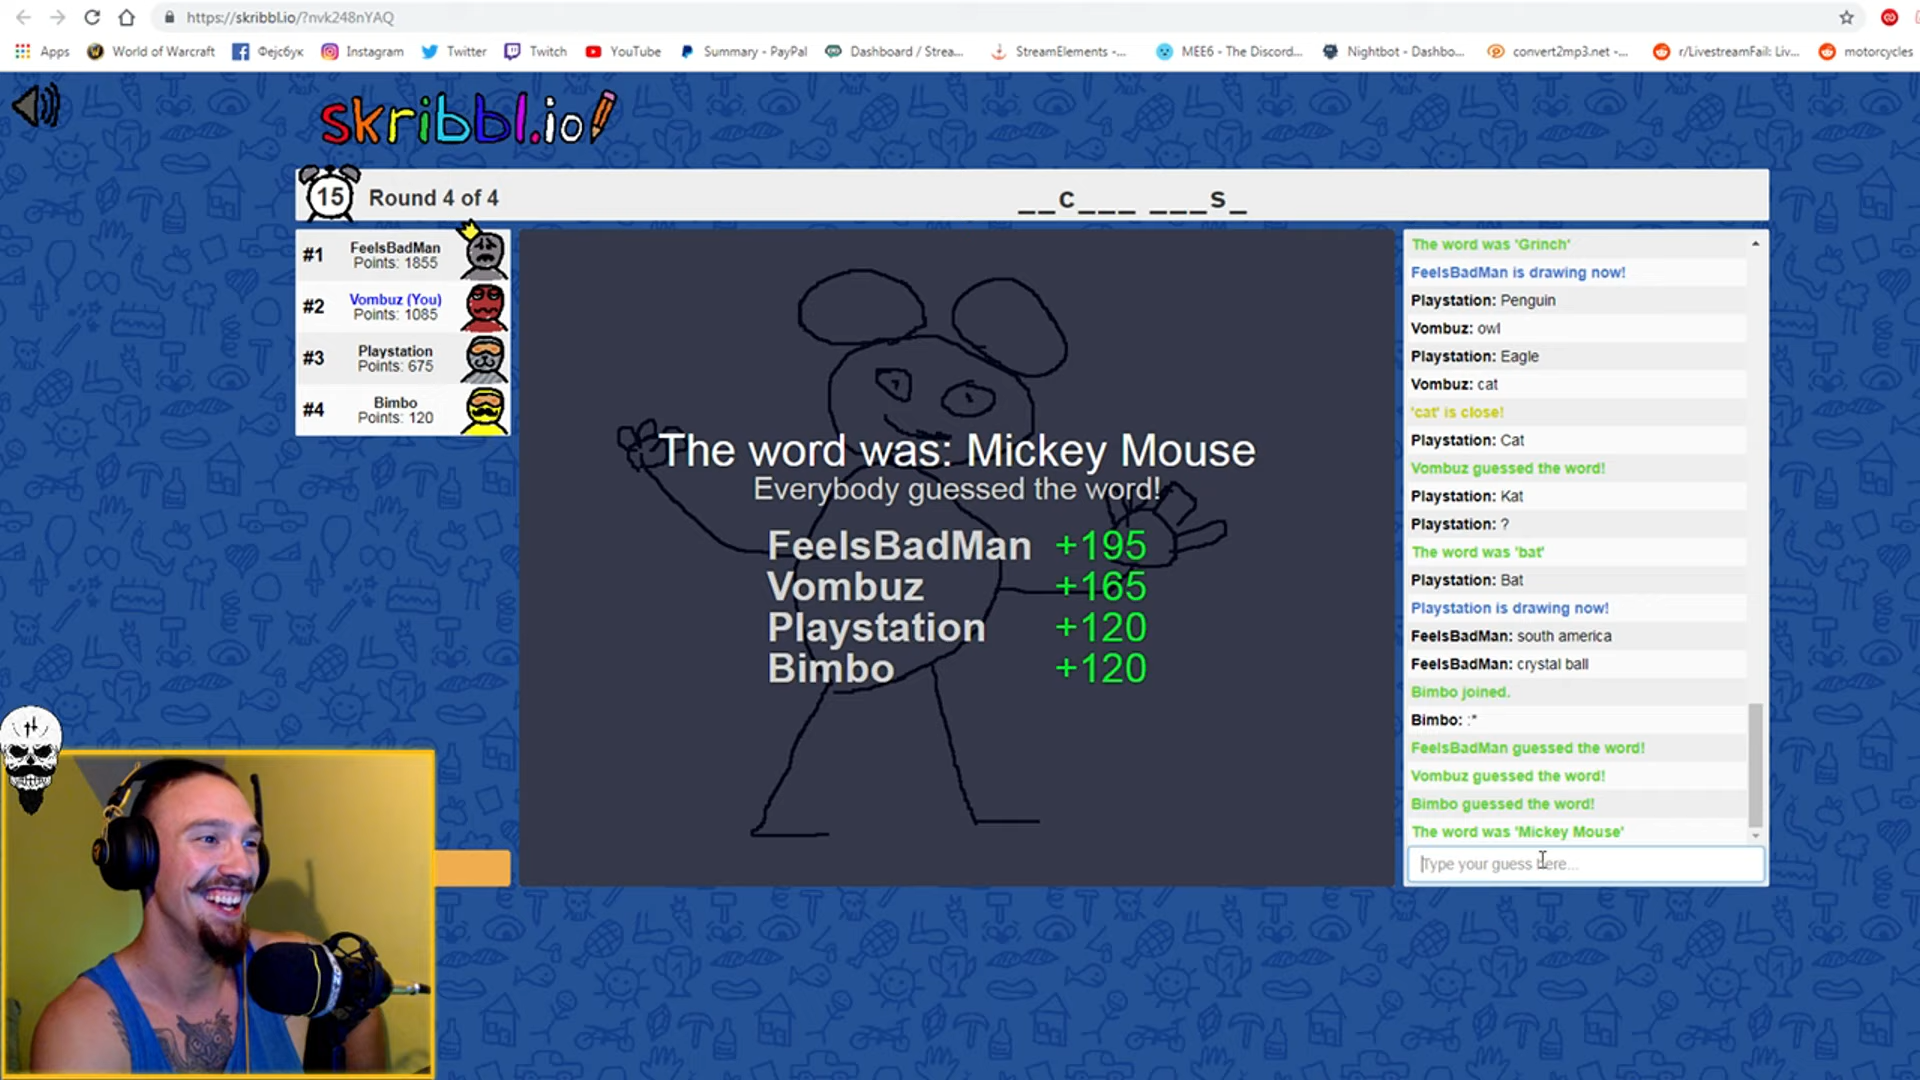 https://skribbl.io/?nvk248nYAQ
Apps World of Warcraft Фејсбук Instagram Twitter Twitch YouTube Summary - PayPal Dashboard / Strea... StreamElements -... MEE6 - The Discord... Nightbot - Dashbo... convert2mp3.net -... r/LivestreamFail: Liv... motorcycles
skribbl.io
15 Round 4 of 4 __c___ ___s_
#1 FeelsBadMan
Points: 1855
#2 Vombuz (You)
Points: 1085
#3 Playstation
Points: 675
#4 Bimbo
Points: 120
The word was: Mickey Mouse
Everybody guessed the word!
FeelsBadMan +195
Vombuz +165
Playstation +120
Bimbo +120
The word was 'Grinch'
FeelsBadMan is drawing now!
Playstation: Penguin
Vombuz: owl
Playstation: Eagle
Vombuz: cat
'cat' is close!
Playstation: Cat
Vombuz guessed the word!
Playstation: Kat
Playstation: ?
The word was 'bat'
Playstation: Bat
Playstation is drawing now!
FeelsBadMan: south america
FeelsBadMan: crystal ball
Bimbo joined.
Bimbo: :*
FeelsBadMan guessed the word!
Vombuz guessed the word!
Bimbo guessed the word!
The word was 'Mickey Mouse'
Type your guess here...